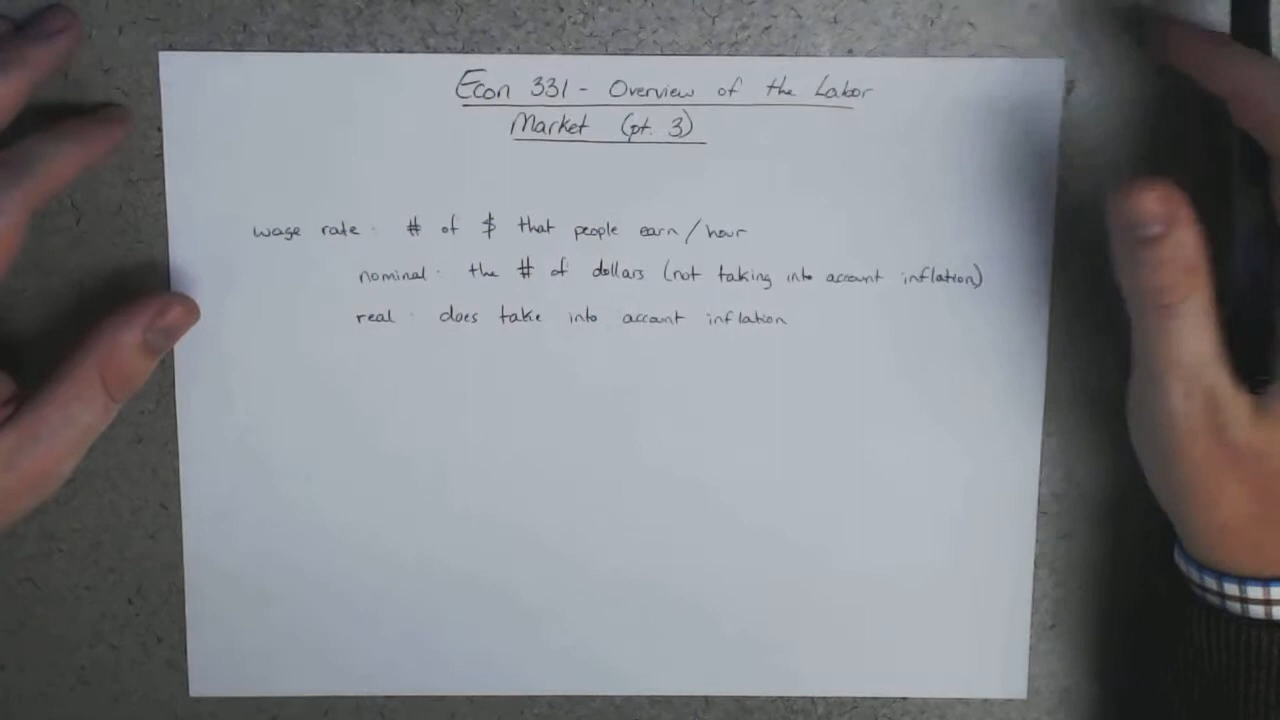 Econ 331 - Overview of the Labor
Market (pt. 3)
wage rate: # of $ that people earn/hour
nominal: the # of dollars (not taking into account inflation)
real: does take into account inflation